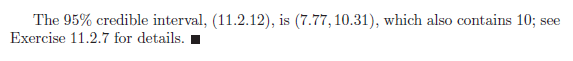 The 95% credible interval, (11.2.12), is (7.77, 10.31), which also contains 10; see
Exercise 11.2.7 for details. ■